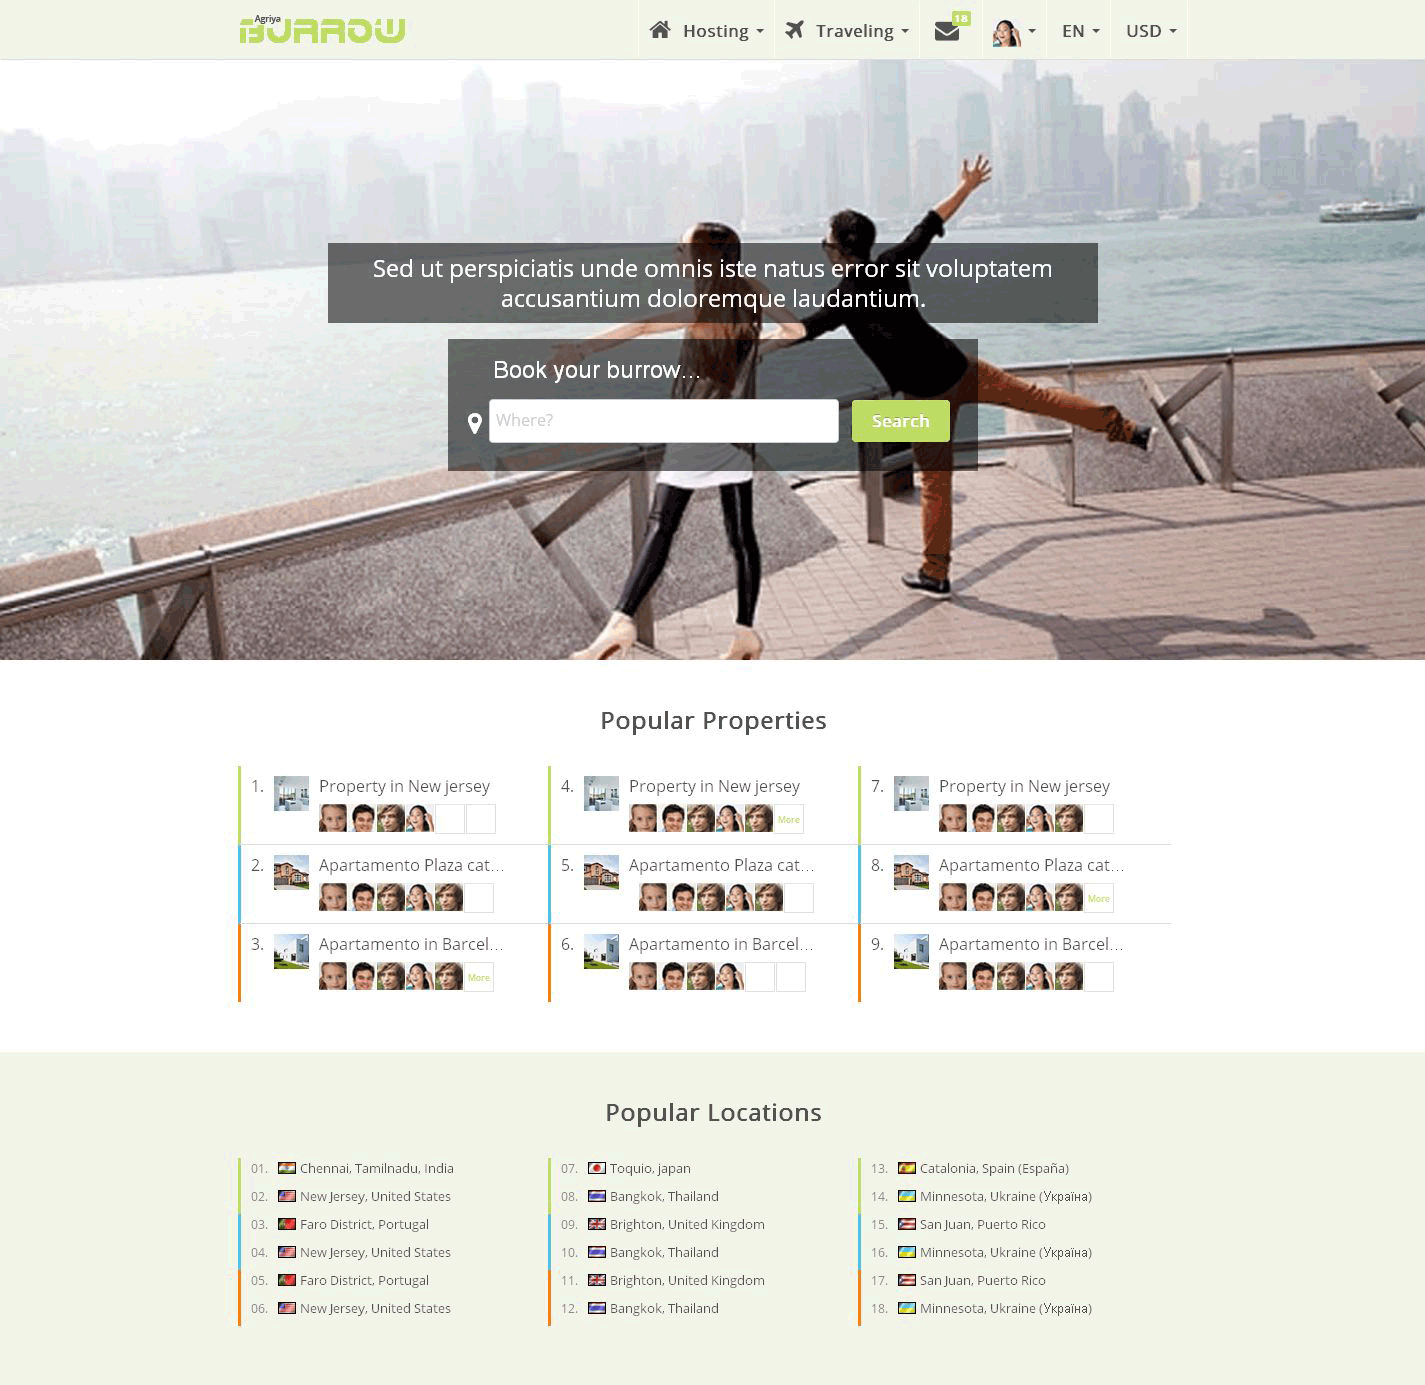 Agriya
BURROW
Hosting
Traveling
18
EN
USD
Sed ut perspiciatis unde omnis iste natus error sit voluptatem
accusantium doloremque laudantium.
Book your burrow...
Where?
Search
Popular Properties
1. Property in New jersey
2. Apartamento Plaza cat...
3. Apartamento in Barcel...
More
4. Property in New jersey
More
5. Apartamento Plaza cat...
6. Apartamento in Barcel...
7. Property in New jersey
8. Apartamento Plaza cat...
More
9. Apartamento in Barcel...
Popular Locations
01. Chennai, Tamilnadu, India
02. New Jersey, United States
03. Faro District, Portugal
04. New Jersey, United States
05. Faro District, Portugal
06. New Jersey, United States
07. Toquio, japan
08. Bangkok, Thailand
09. Brighton, United Kingdom
10. Bangkok, Thailand
11. Brighton, United Kingdom
12. Bangkok, Thailand
13. Catalonia, Spain (España)
14. Minnesota, Ukraine (Україна)
15. San Juan, Puerto Rico
16. Minnesota, Ukraine (Україна)
17. San Juan, Puerto Rico
18. Minnesota, Ukraine (Україна)